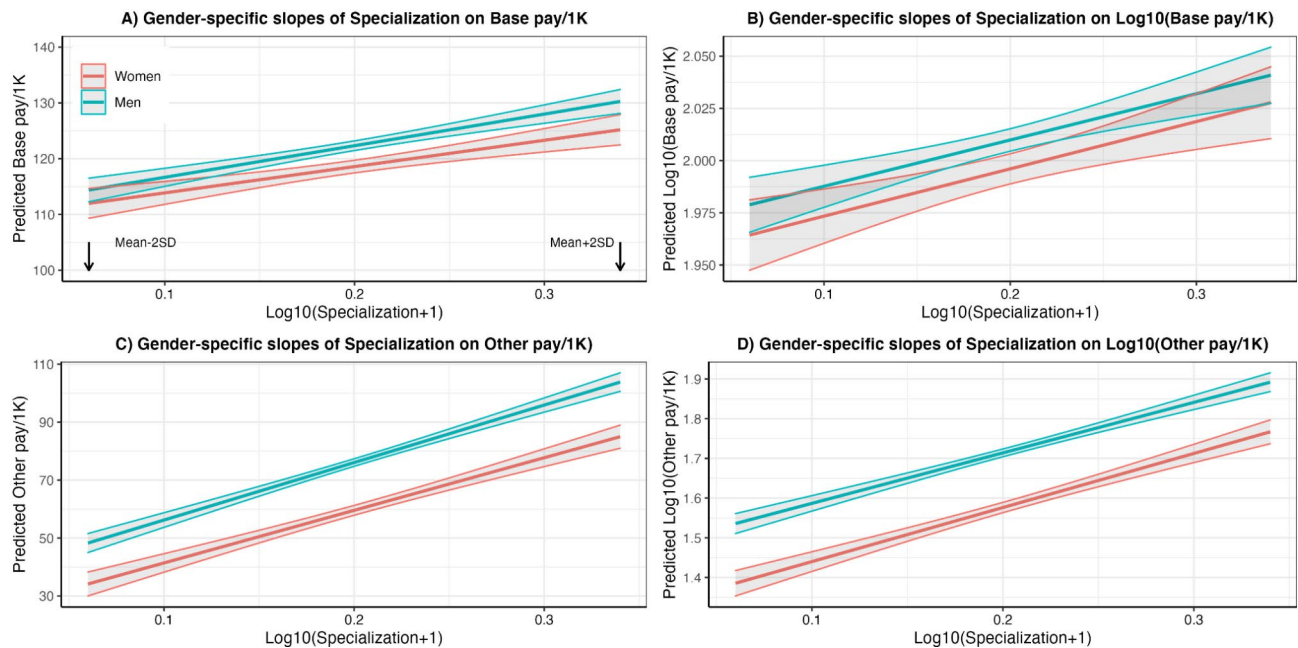 A) Gender-specific slopes of Specialization on Base pay/1K
Predicted Base pay/1K
140
130
120
110
100
Women
Men
Mean-2SD
Mean+2SD
0.1
0.2
0.3
Log10(Specialization+1)
B) Gender-specific slopes of Specialization on Log10(Base pay/1K)
Predicted Log10(Base pay/1K)
2.050
2.025
2.000
1.975
1.950
0.1
0.2
0.3
Log10(Specialization+1)
C) Gender-specific slopes of Specialization on Other pay/1K)
Predicted Other pay/1K)
110
90
70
50
30
0.1
0.2
0.3
Log10(Specialization+1)
D) Gender-specific slopes of Specialization on Log10(Other pay/1K)
Predicted Log10(Other pay/1K)
1.9
1.8
1.7
1.6
1.5
1.4
0.1
0.2
0.3
Log10(Specialization+1)